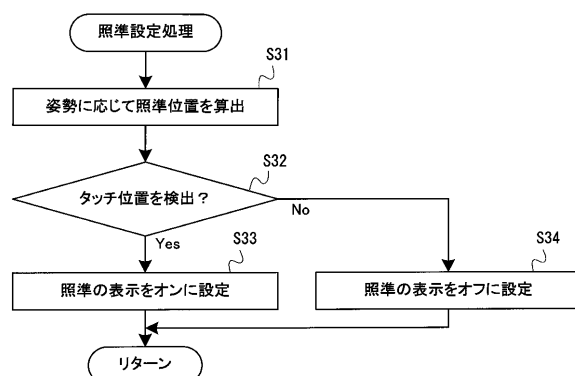 照準設定処理
S31
姿勢に応じて照準位置を算出
S32
タッチ位置を検出？
No
Yes
S33
S34
照準の表示をオンに設定
照準の表示をオフに設定
リターン